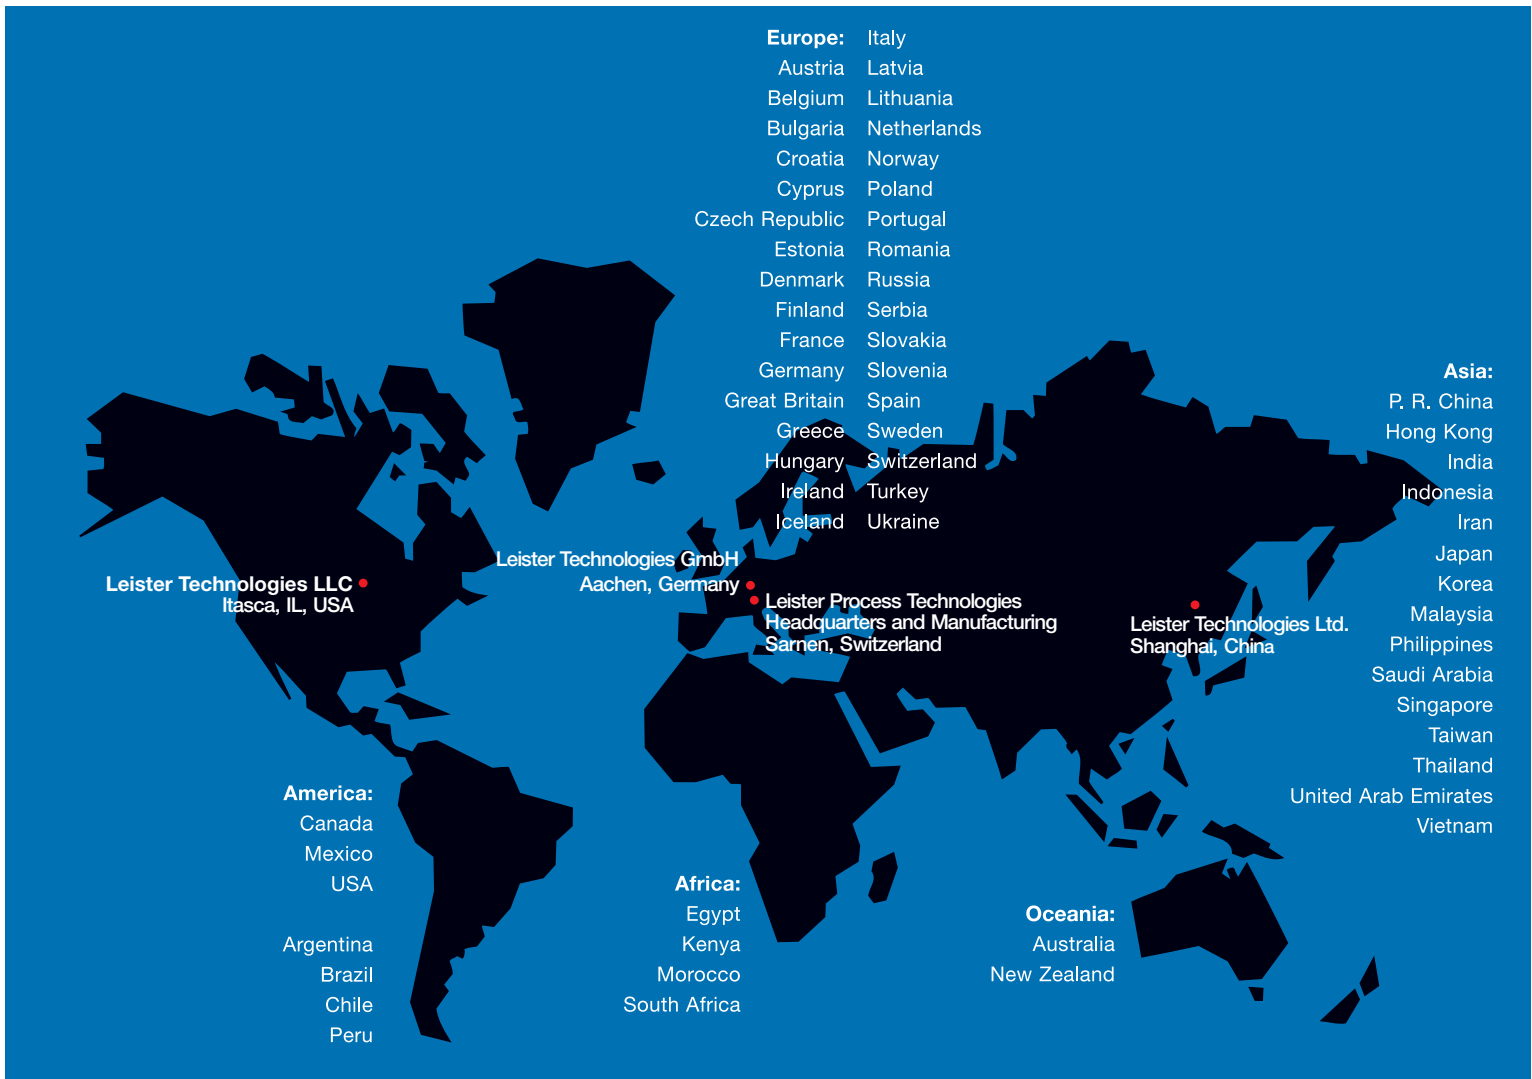 Europe:
Austria
Belgium
Bulgaria
Croatia
Cyprus
Czech Republic
Estonia
Denmark
Finland
France
Germany
Great Britain
Greece
Hungary
Ireland
Iceland
Italy
Latvia
Lithuania
Netherlands
Norway
Poland
Portugal
Romania
Russia
Serbia
Slovakia
Slovenia
Spain
Sweden
Switzerland
Turkey
Ukraine
Asia:
P. R. China
Hong Kong
India
Indonesia
Iran
Japan
Korea
Malaysia
Philippines
Saudi Arabia
Singapore
Taiwan
Thailand
United Arab Emirates
Vietnam
Leister Technologies LLC
Itasca, IL, USA
Leister Technologies GmbH
Aachen, Germany
Leister Process Technologies
Headquarters and Manufacturing
Sarnen, Switzerland
Leister Technologies Ltd.
Shanghai, China
America:
Canada
Mexico
USA
Argentina
Brazil
Chile
Peru
Africa:
Egypt
Kenya
Morocco
South Africa
Oceania:
Australia
New Zealand